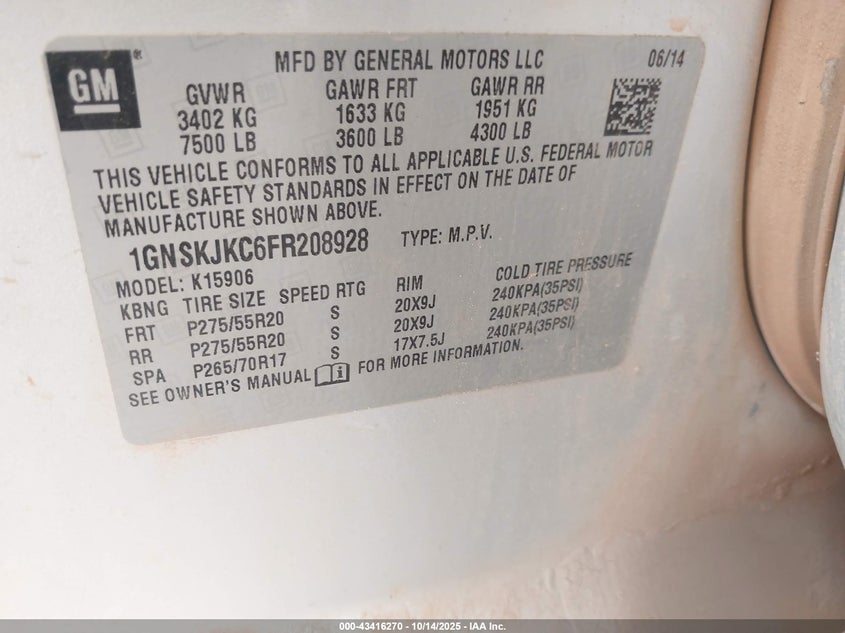 GM
MFD BY GENERAL MOTORS LLC 06/14
GVWR GAWR FRT GAWR RR
3402 KG 1633 KG 1951 KG
7500 LB 3600 LB 4300 LB
THIS VEHICLE CONFORMS TO ALL APPLICABLE U.S. FEDERAL MOTOR
VEHICLE SAFETY STANDARDS IN EFFECT ON THE DATE OF
MANUFACTURE SHOWN ABOVE.
1GNSKJKC6FR208928 TYPE: M.P.V.
MODEL: K15906
KBNG TIRE SIZE SPEED RTG RIM COLD TIRE PRESSURE
FRT P275/55R20 S 20X9J 240KPA(35PSI)
RR P275/55R20 S 20X9J 240KPA(35PSI)
SPA P265/70R17 S 17X7.5J 240KPA(35PSI)
SEE OWNER'S MANUAL FOR MORE INFORMATION.
000-43416270 - 10/14/2025 - IAA Inc.